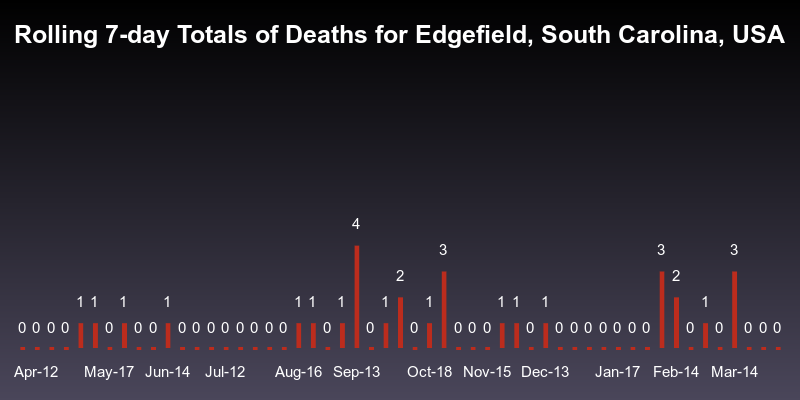 Rolling 7-day Totals of Deaths for Edgefield, South Carolina, USA
4
3 3 3
2 2
1 1 1 1 1 1 1 1 1 1 1 1 1
0 0 0 0 0 0 0 0 0 0 0 0 0 0 0 0 0 0 0 0 0 0 0 0 0 0 0 0 0 0 0 0 0 0
Apr-12 May-17 Jun-14 Jul-12 Aug-16 Sep-13 Oct-18 Nov-15 Dec-13 Jan-17 Feb-14 Mar-14